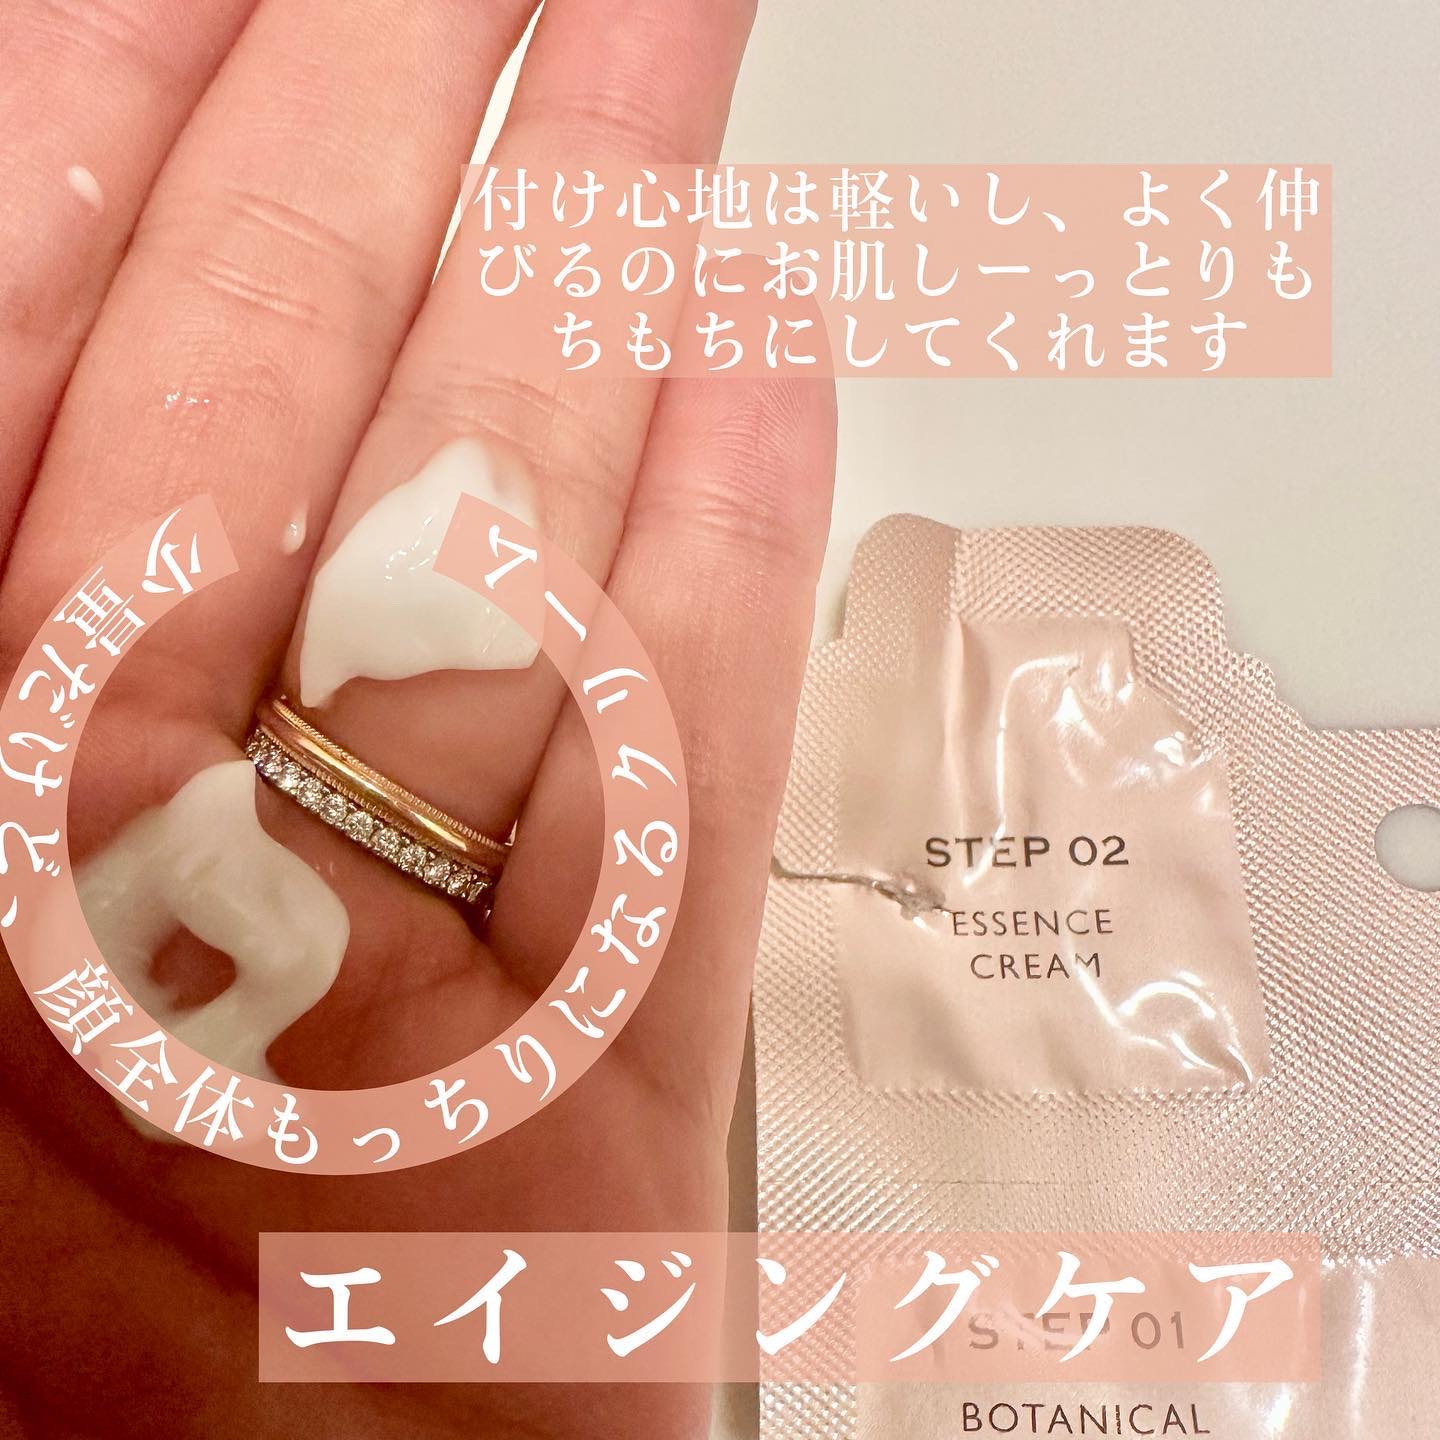 付け心地は軽いし、よく伸
びるのにお肌しーっとりも
ちもちにしてくれます
少量だけど、顔全体もっちりになるクリーム
STEP 02
ESSENCE
CREAM
エイジングケア
STEP 01
BOTANICAL